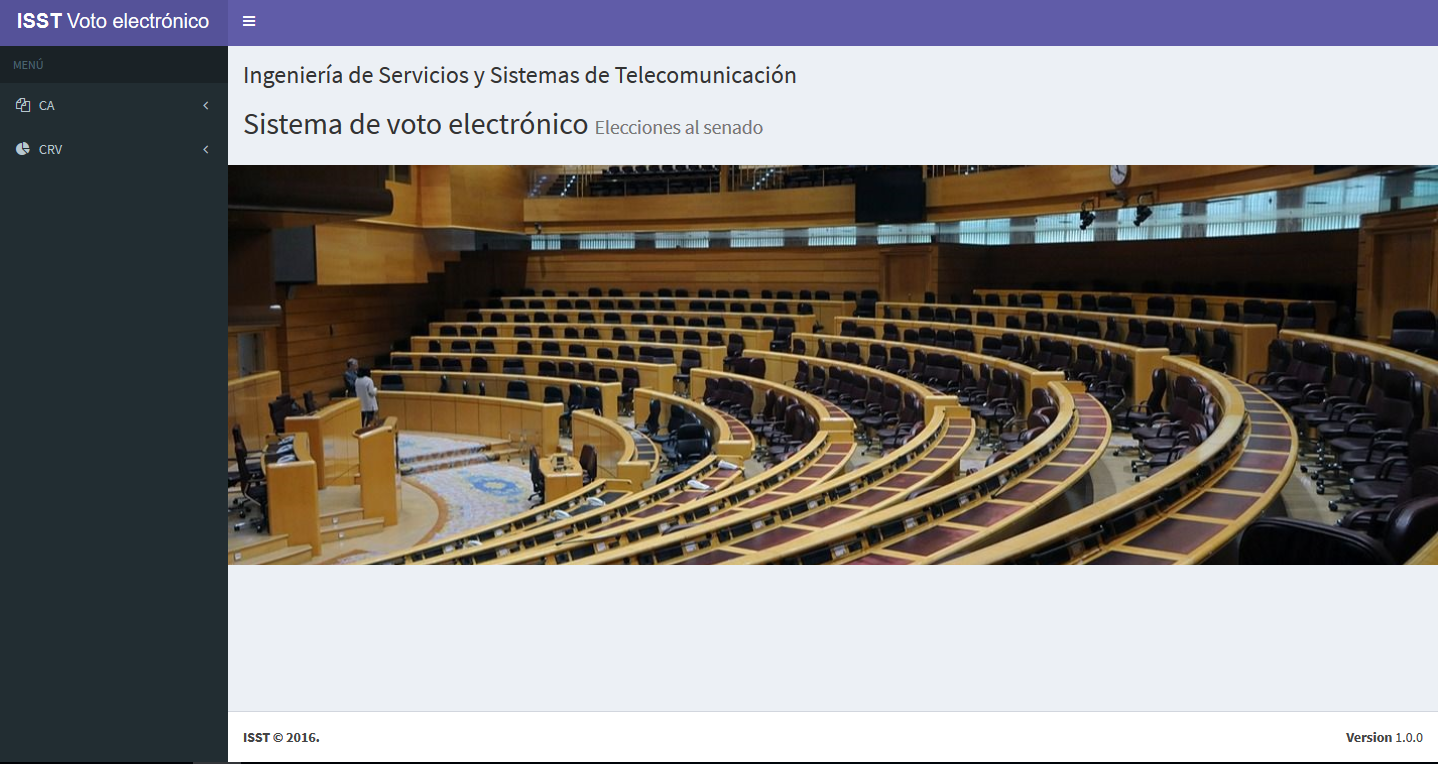 ISST Voto electrónico
MENÚ
CA
CRV
Ingeniería de Servicios y Sistemas de Telecomunicación
Sistema de voto electrónico Elecciones al senado
ISST © 2016.
Version 1.0.0